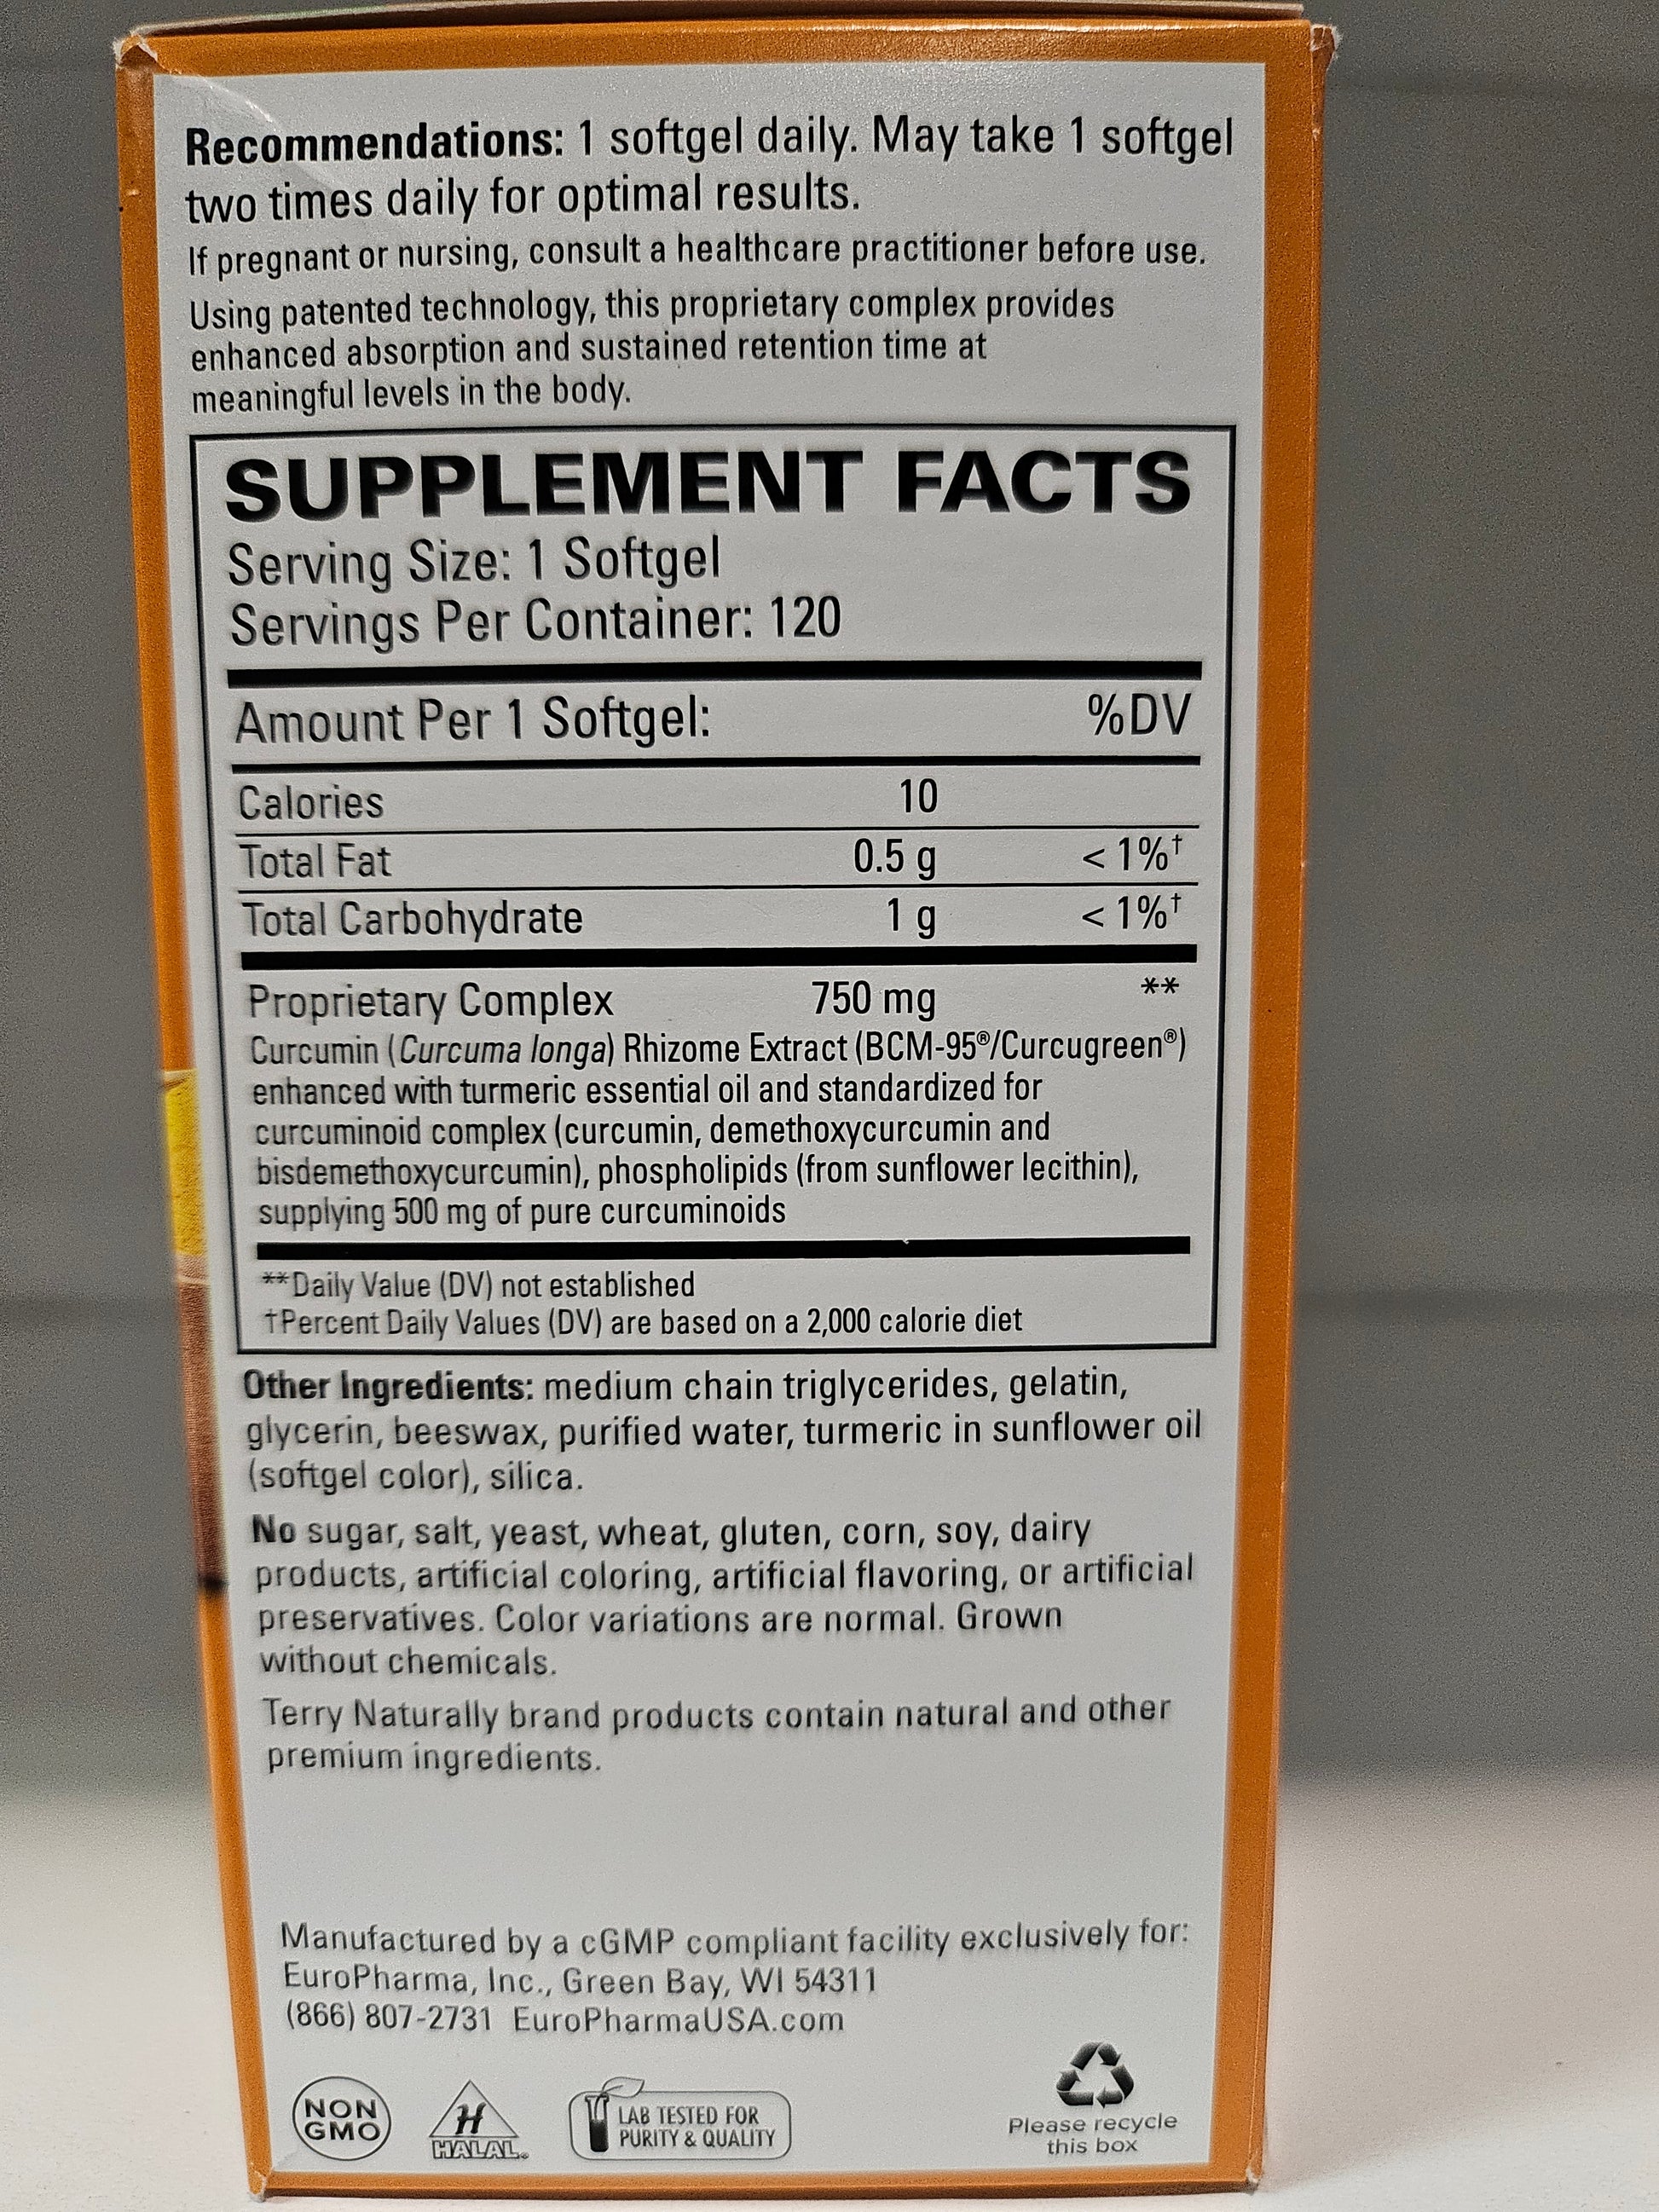 Recommendations: 1 softgel daily. May take 1 softgel
two times daily for optimal results.
If pregnant or nursing, consult a healthcare practitioner before use.
Using patented technology, this proprietary complex provides
enhanced absorption and sustained retention time at
meaningful levels in the body.
SUPPLEMENT FACTS
Serving Size: 1 Softgel
Servings Per Container: 120
Amount Per 1 Softgel: %DV
Calories 10
Total Fat 0.5 g < 1%†
Total Carbohydrate 1 g < 1%†
Proprietary Complex 750 mg **
Curcumin (Curcuma longa) Rhizome Extract (BCM-95®/Curcugreen®)
enhanced with turmeric essential oil and standardized for
curcuminoid complex (curcumin, demethoxycurcumin and
bisdemethoxycurcumin), phospholipids (from sunflower lecithin),
supplying 500 mg of pure curcuminoids
**Daily Value (DV) not established
†Percent Daily Values (DV) are based on a 2,000 calorie diet
Other Ingredients: medium chain triglycerides, gelatin,
glycerin, beeswax, purified water, turmeric in sunflower oil
(softgel color), silica.
No sugar, salt, yeast, wheat, gluten, corn, soy, dairy
products, artificial coloring, artificial flavoring, or artificial
preservatives. Color variations are normal. Grown
without chemicals.
Terry Naturally brand products contain natural and other
premium ingredients.
Manufactured by a cGMP compliant facility exclusively for:
EuroPharma, Inc., Green Bay, WI 54311
(866) 807-2731 EuroPharmaUSA.com
NON
GMO
H
HALAL®
LAB TESTED FOR
PURITY & QUALITY
Please recycle
this box